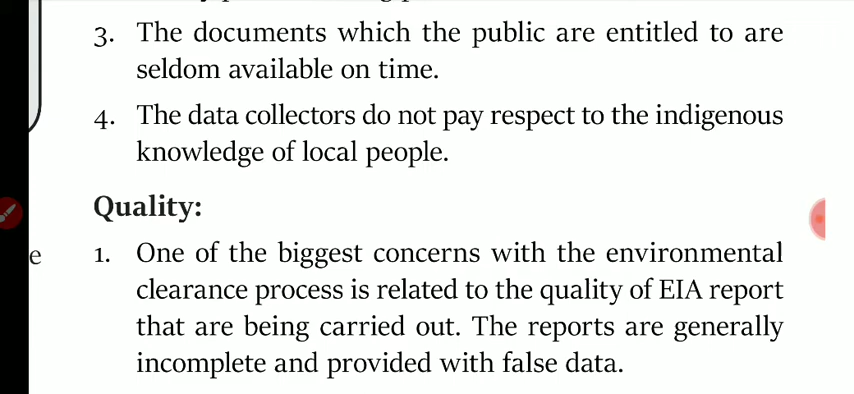 3. The documents which the public are entitled to are
seldom available on time.
4. The data collectors do not pay respect to the indigenous
knowledge of local people.
Quality:
e
1. One of the biggest concerns with the environmental
clearance process is related to the quality of EIA report
that are being carried out. The reports are generally
incomplete and provided with false data.